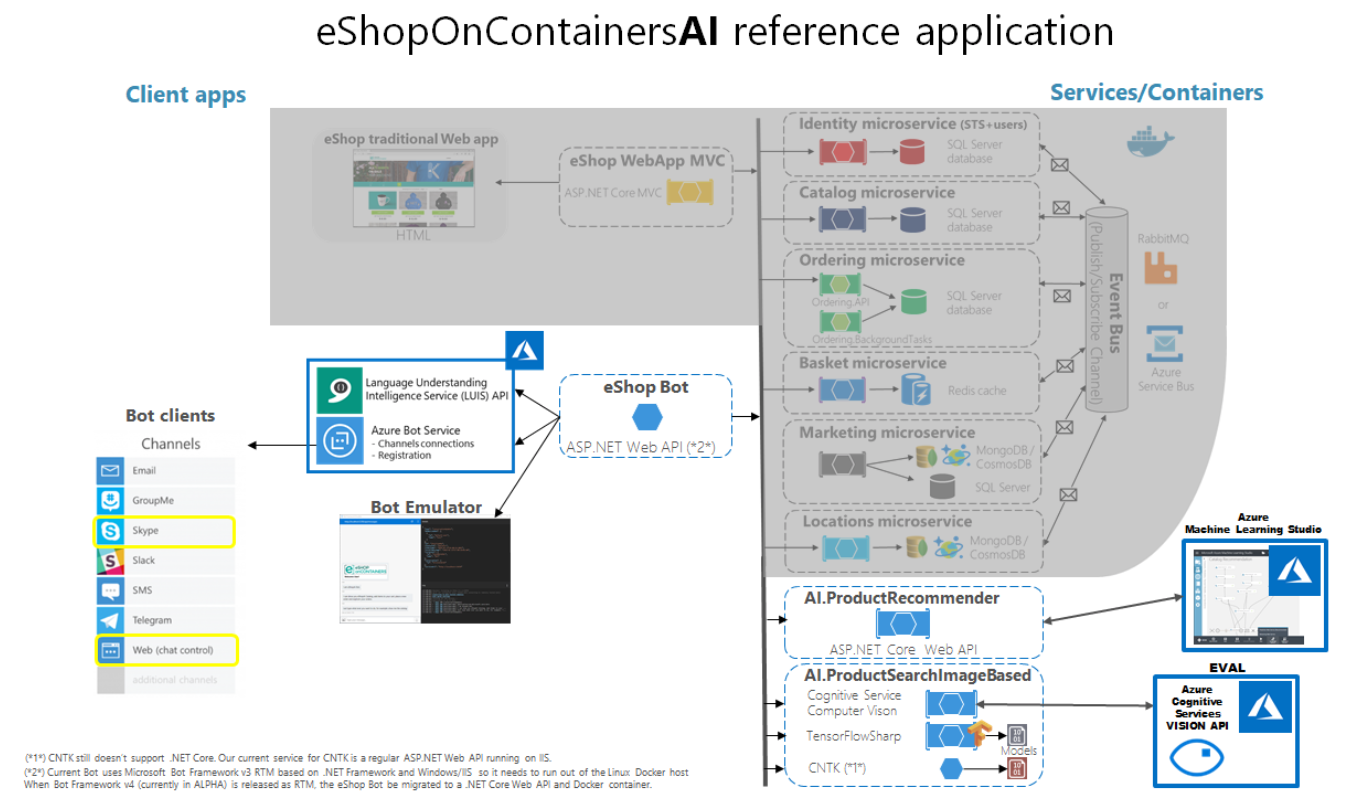 eShopOnContainersAI reference application
Client apps
Services/Containers
eShop traditional Web app
HTML
eShop WebApp MVC
ASP.NET Core MVC
Identity microservice (STS+users)
SQL Server
database
Catalog microservice
SQL Server
database
Ordering microservice
Ordering.API
Ordering.BackgroundTasks
SQL Server
database
Basket microservice
Redis cache
Marketing microservice
MongoDB /
CosmosDB
SQL Server
Locations microservice
MongoDB /
CosmosDB
Event Bus
(Publish/Subscribe Channel)
RabbitMQ
or
Azure
Service Bus
Language Understanding
Intelligence Service (LUIS) API
Azure Bot Service
- Channels connections
- Registration
eShop Bot
ASP.NET Web API (*2*)
Bot clients
Channels
Email
GroupMe
Skype
Slack
SMS
Telegram
Web (chat control)
additional channels
Bot Emulator
eSHOP
onCONTAINERS
AI.ProductRecommender
ASP.NET Core Web API
Azure
Machine Learning Studio
AI.ProductSearchImageBased
Cognitive Service
Computer Vison
TensorFlowSharp
CNTK (*1*)
10
01
Models
10
01
EVAL
Azure
Cognitive
Services
VISION API
(*1*) CNTK still doesn't support .NET Core. Our current service for CNTK is a regular ASP.NET Web API running on IIS.
(*2*) Current Bot uses Microsoft Bot Framework v3 RTM based on .NET Framework and Windows/IIS so it needs to run out of the Linux Docker host
When Bot Framework v4 (currently in ALPHA) is released as RTM, the eShop Bot be migrated to a .NET Core Web API and Docker container.